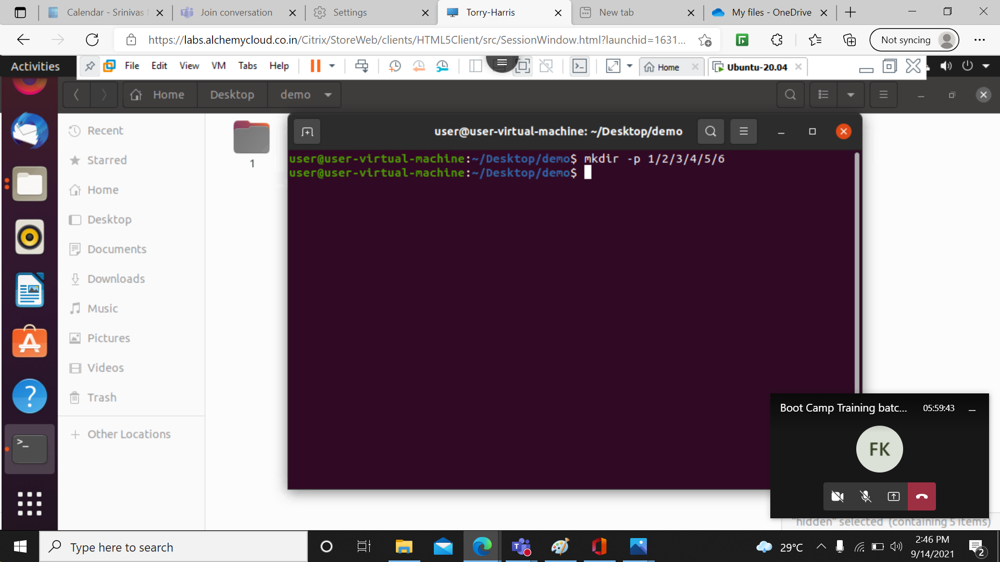 Calendar - Srinivas
Join conversation
Settings
Torry-Harris
New tab
My files - OneDrive
https://labs.alchemycloud.co.in/Citrix/StoreWeb/clients/HTML5Client/src/SessionWindow.html?launchid=1631...
Not syncing
Activities
File Edit View VM Tabs Help
Home
Ubuntu-20.04
Home Desktop demo
Recent
Starred
Home
Desktop
Documents
Downloads
Music
Pictures
Videos
Trash
Other Locations
1
user@user-virtual-machine: ~/Desktop/demo
user@user-virtual-machine:~/Desktop/demo$ mkdir -p 1/2/3/4/5/6
user@user-virtual-machine:~/Desktop/demo$
Boot Camp Training batc... 05:59:43
FK
"hidden" selected (containing 5 items)
Type here to search
29°C
2:46 PM
9/14/2021
2